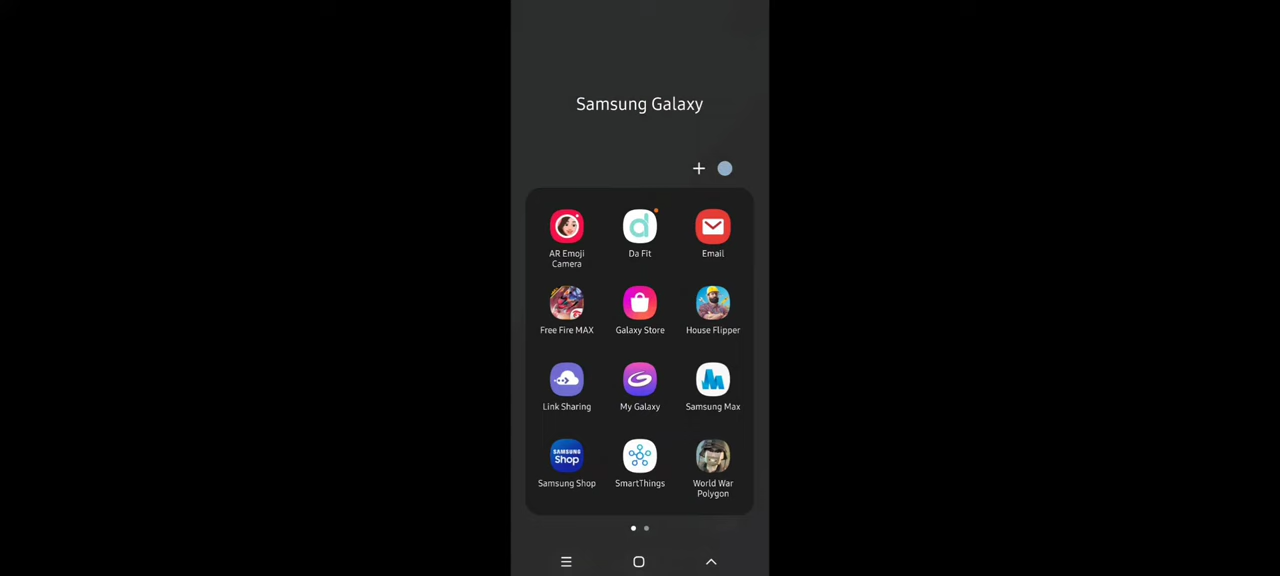 Samsung Galaxy
AR Emoji
Camera
Da Fit
Email
Free Fire MAX
Galaxy Store
House Flipper
Link Sharing
My Galaxy
Samsung Max
SAMSUNG
Shop
Samsung Shop
SmartThings
World War
Polygon